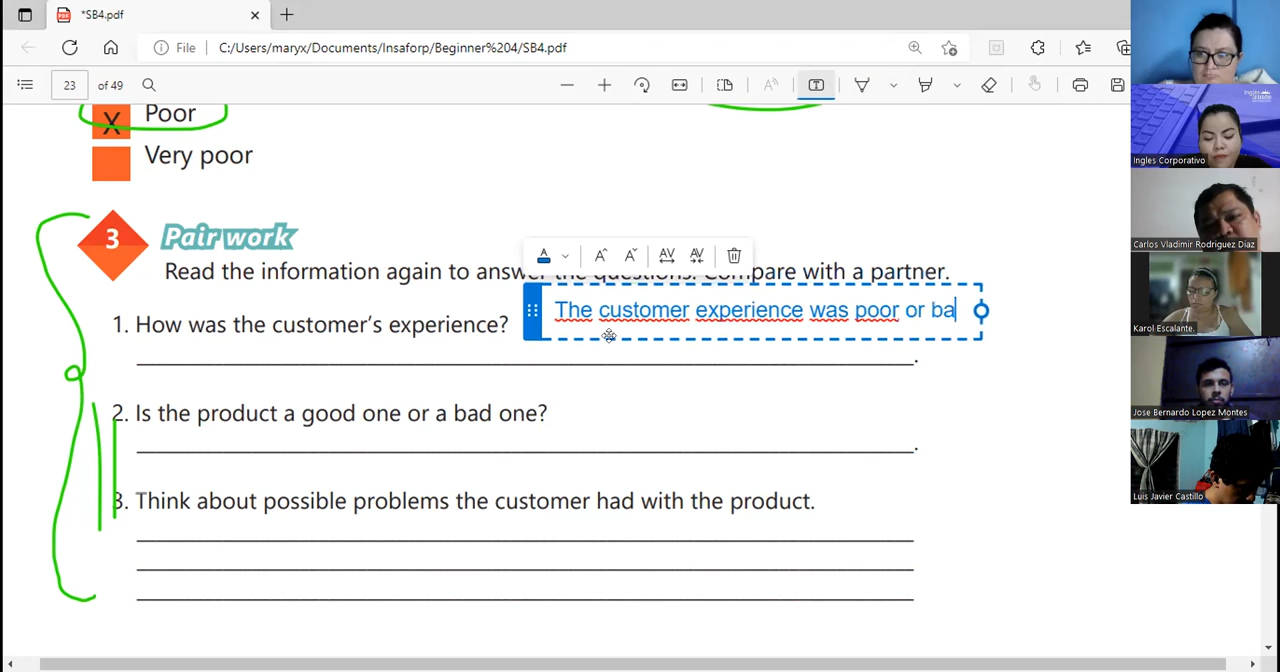 *SB4.pdf
File C:/Users/maryx/Documents/Insaforp/Beginner%204/SB4.pdf
23 of 49
X Poor
Very poor
3 Pair work
Read the information again to answer the questions. Compare with a partner.
The customer experience was poor or ba
1. How was the customer's experience?
2. Is the product a good one or a bad one?
3. Think about possible problems the customer had with the product.
Ingles Corporativo
Carlos Vladimir Rodriguez Diaz
Karol Escalante.
Jose Bernardo Lopez Montes
Luis Javier Castillo